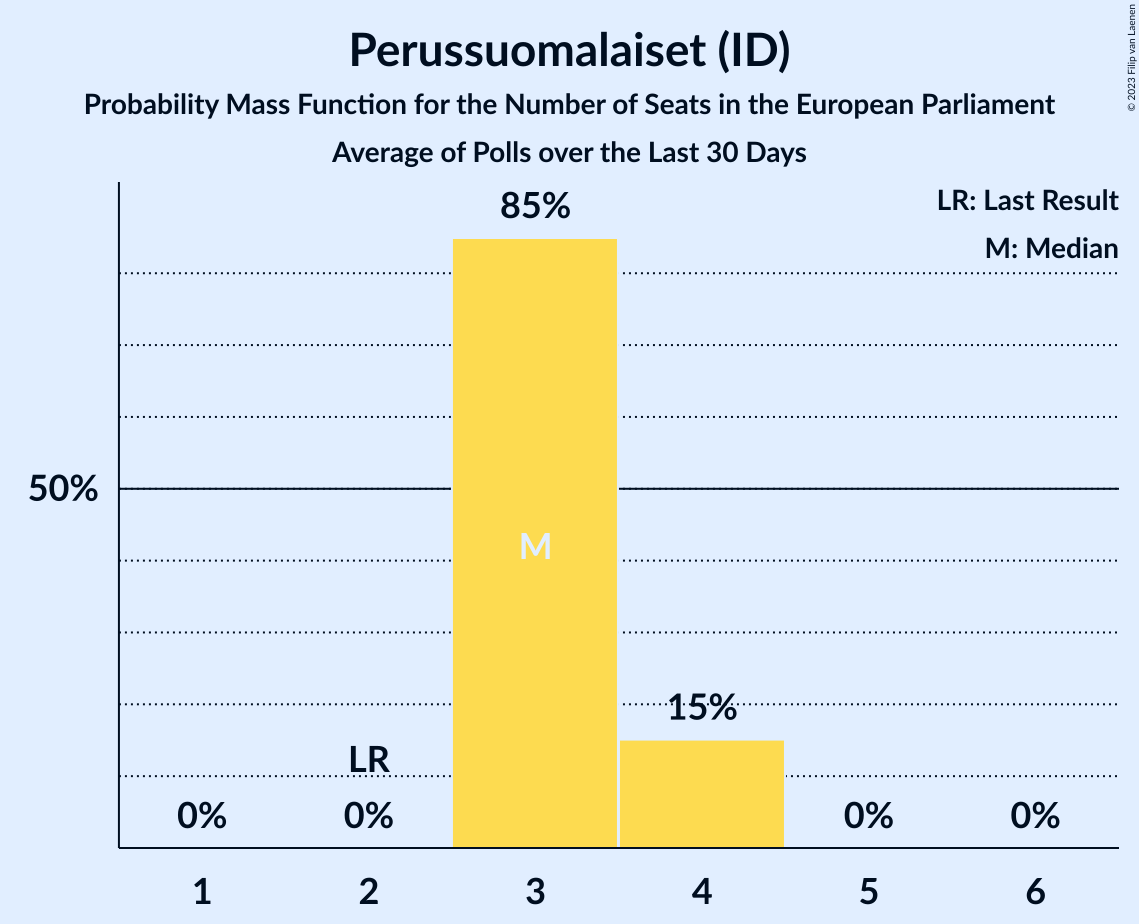 Perussuomalaiset (ID)
Probability Mass Function for the Number of Seats in the European Parliament
Average of Polls over the Last 30 Days
© 2023 Filip van Laenen
LR: Last Result
M: Median
85%
50%
M
15%
LR
0% 0% 0% 0%
1 2 3 4 5 6